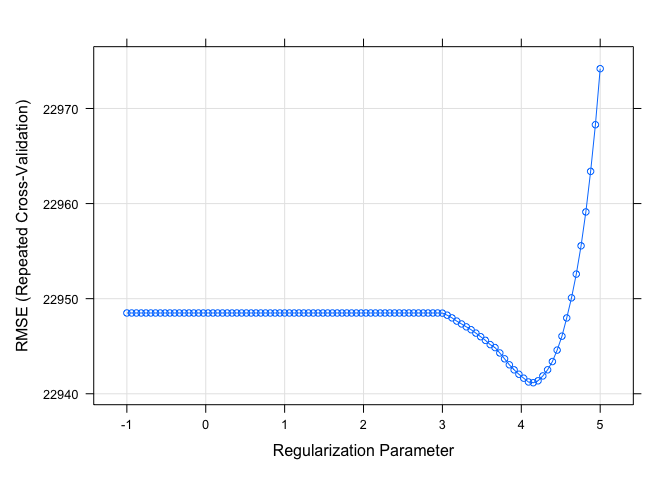 RMSE (Repeated Cross-Validation)
22970
22960
22950
22940
-1 0 1 2 3 4 5
Regularization Parameter